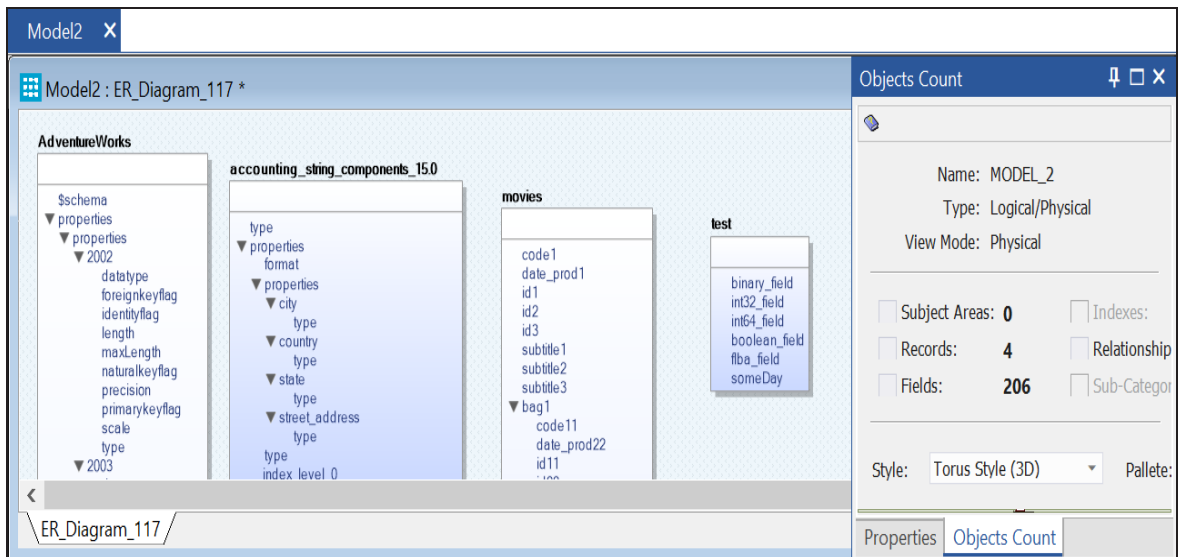 Model2 X
Model2 : ER_Diagram_117 *
AdventureWorks
$schema
properties
properties
2002
datatype
foreignkeyflag
identityflag
length
maxLength
naturalkeyflag
precision
primarykeyflag
scale
type
2003
accounting_string_components_15.0
type
properties
format
properties
city
type
country
type
state
type
street_address
type
type
index_level_0
movies
code1
date_prod1
id1
id2
id3
subtitle1
subtitle2
subtitle3
bag1
code11
date_prod22
id11
test
binary_field
int32_field
int64_field
boolean_field
flba_field
someDay
ER_Diagram_117
Objects Count
Name: MODEL_2
Type: Logical/Physical
View Mode: Physical
Subject Areas: 0 Indexes:
Records: 4 Relationship
Fields: 206 Sub-Categor
Style: Torus Style (3D) Pallete:
Properties Objects Count